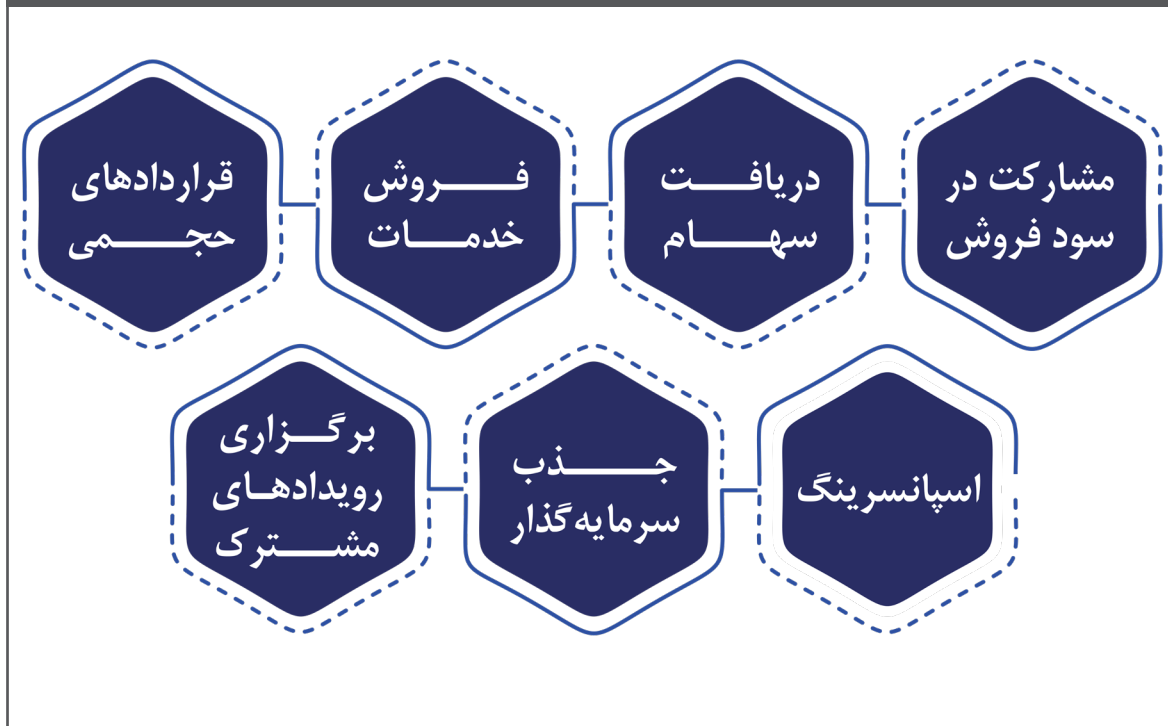 مشارکت در
سود فروش
دریافت
سهام
فروش
خدمات
قراردادهای
حجمی
اسپانسرینگ
جذب
سرمایه‌گذار
برگزاری
رویدادهای
مشترک